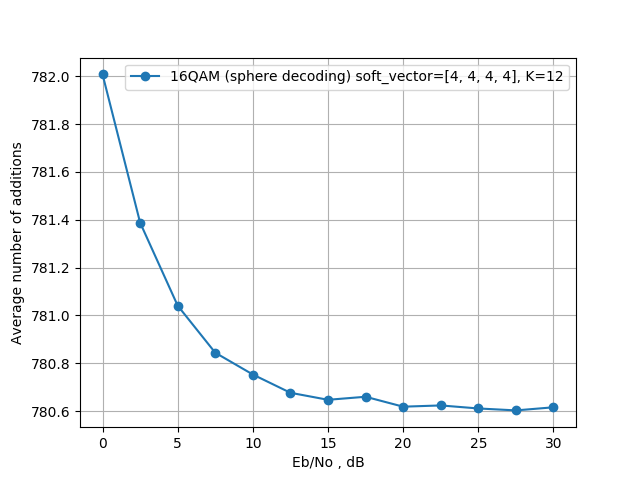 16QAM (sphere decoding) soft_vector=[4, 4, 4, 4], K=12
782.0
781.8
781.6
781.4
781.2
781.0
780.8
780.6
Average number of additions
0 5 10 15 20 25 30
Eb/No , dB